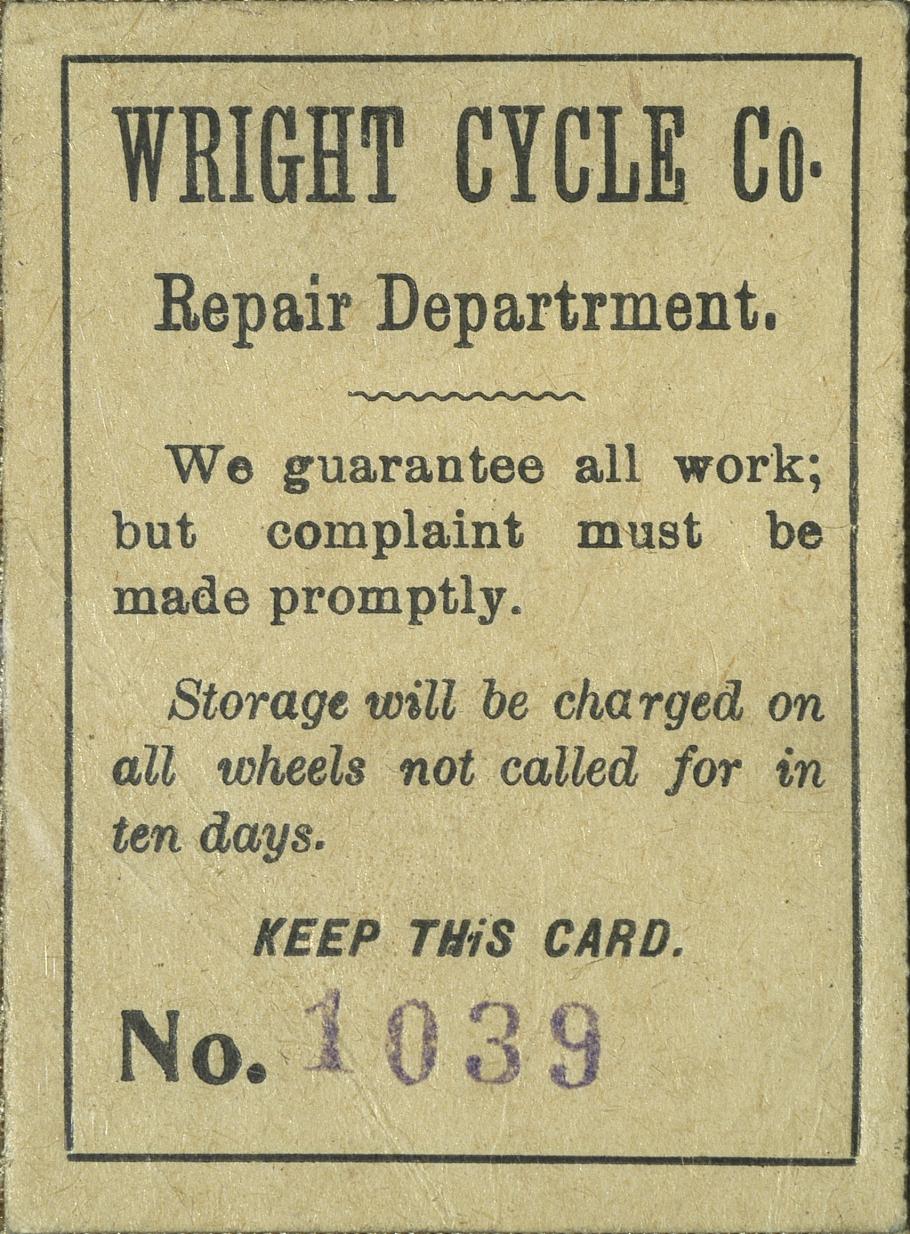 WRIGHT CYCLE Co.
Repair Departrment.
We guarantee all work;
but complaint must be
made promptly.
Storage will be charged on
all wheels not called for in
ten days.
KEEP THiS CARD.
No. 1039